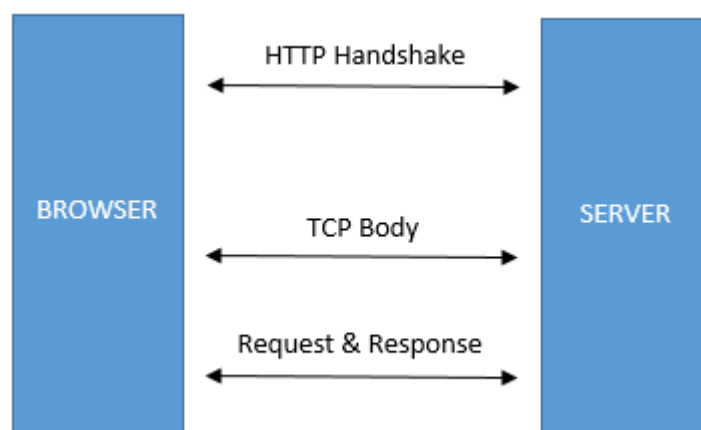 HTTP Handshake
BROWSER
SERVER
TCP Body
Request & Response